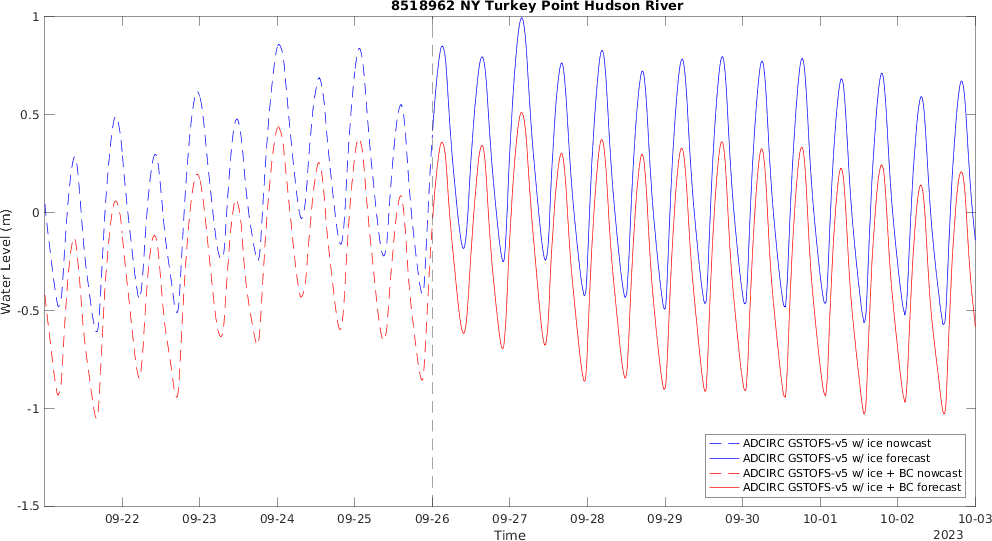 8518962 NY Turkey Point Hudson River
1
0.5
0
-0.5
-1
-1.5
Water Level (m)
ADCIRC GSTOFS-v5 w/ ice nowcast
ADCIRC GSTOFS-v5 w/ ice forecast
ADCIRC GSTOFS-v5 w/ ice + BC nowcast
ADCIRC GSTOFS-v5 w/ ice + BC forecast
09-22 09-23 09-24 09-25 09-26 09-27 09-28 09-29 09-30 10-01 10-02 10-03
Time
2023